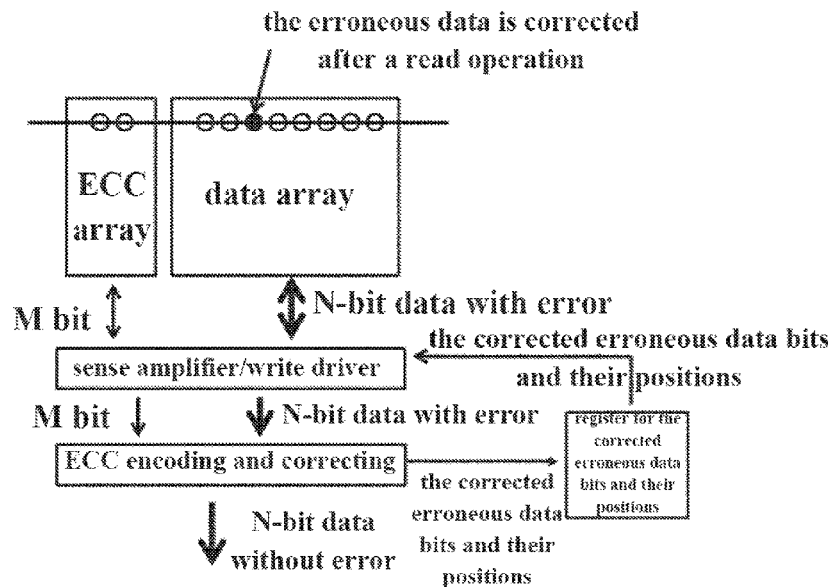 the erroneous data is corrected
after a read operation
ECC
array
data array
M bit
N-bit data with error
the corrected erroneous data bits
and their positions
sense amplifier/write driver
M bit
N-bit data with error
register for the
corrected
erroneous data
bits and their
positions
ECC encoding and correcting
the corrected
erroneous data
bits and their
positions
N-bit data
without error